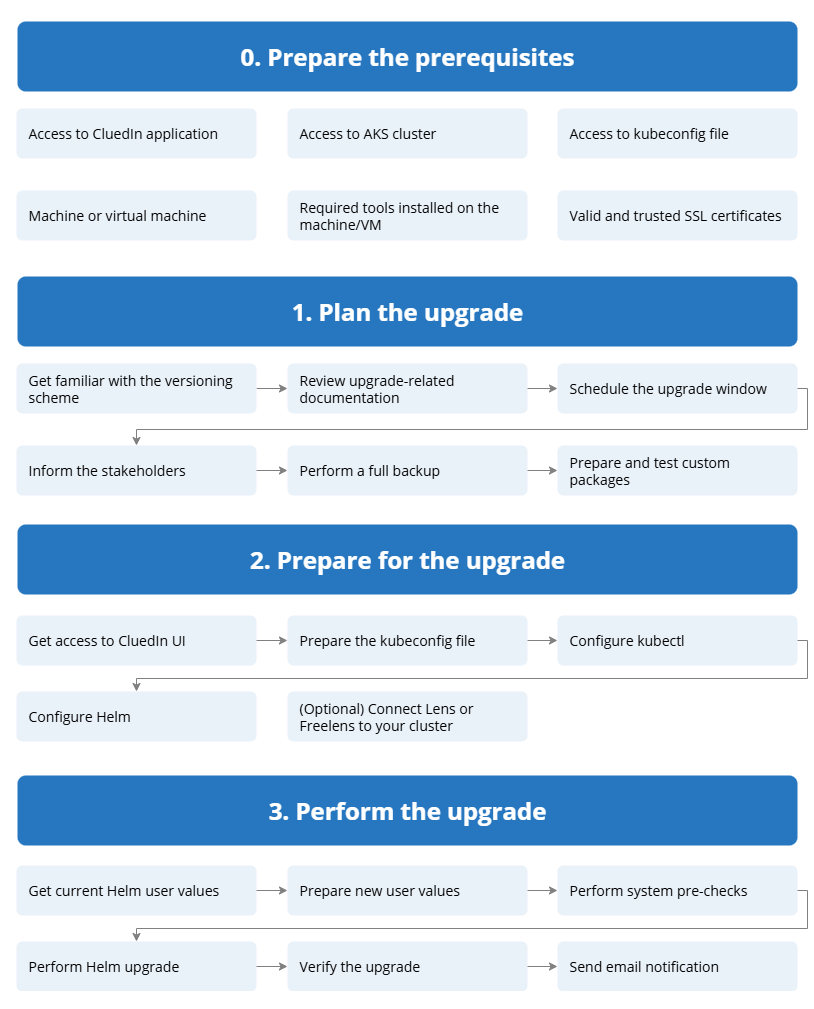 0. Prepare the prerequisites
Access to CluedIn application
Access to AKS cluster
Access to kubeconfig file
Machine or virtual machine
Required tools installed on the
machine/VM
Valid and trusted SSL certificates
1. Plan the upgrade
Get familiar with the versioning
scheme
Review upgrade-related
documentation
Schedule the upgrade window
Inform the stakeholders
Perform a full backup
Prepare and test custom
packages
2. Prepare for the upgrade
Get access to CluedIn UI
Prepare the kubeconfig file
Configure kubectl
Configure Helm
(Optional) Connect Lens or
Freelens to your cluster
3. Perform the upgrade
Get current Helm user values
Prepare new user values
Perform system pre-checks
Perform Helm upgrade
Verify the upgrade
Send email notification